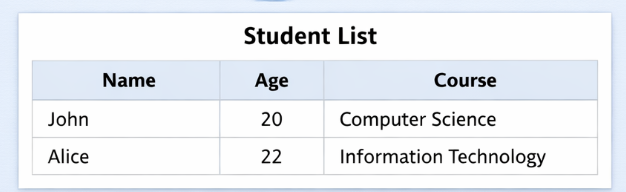 Student List
Name Age Course
John 20 Computer Science
Alice 22 Information Technology